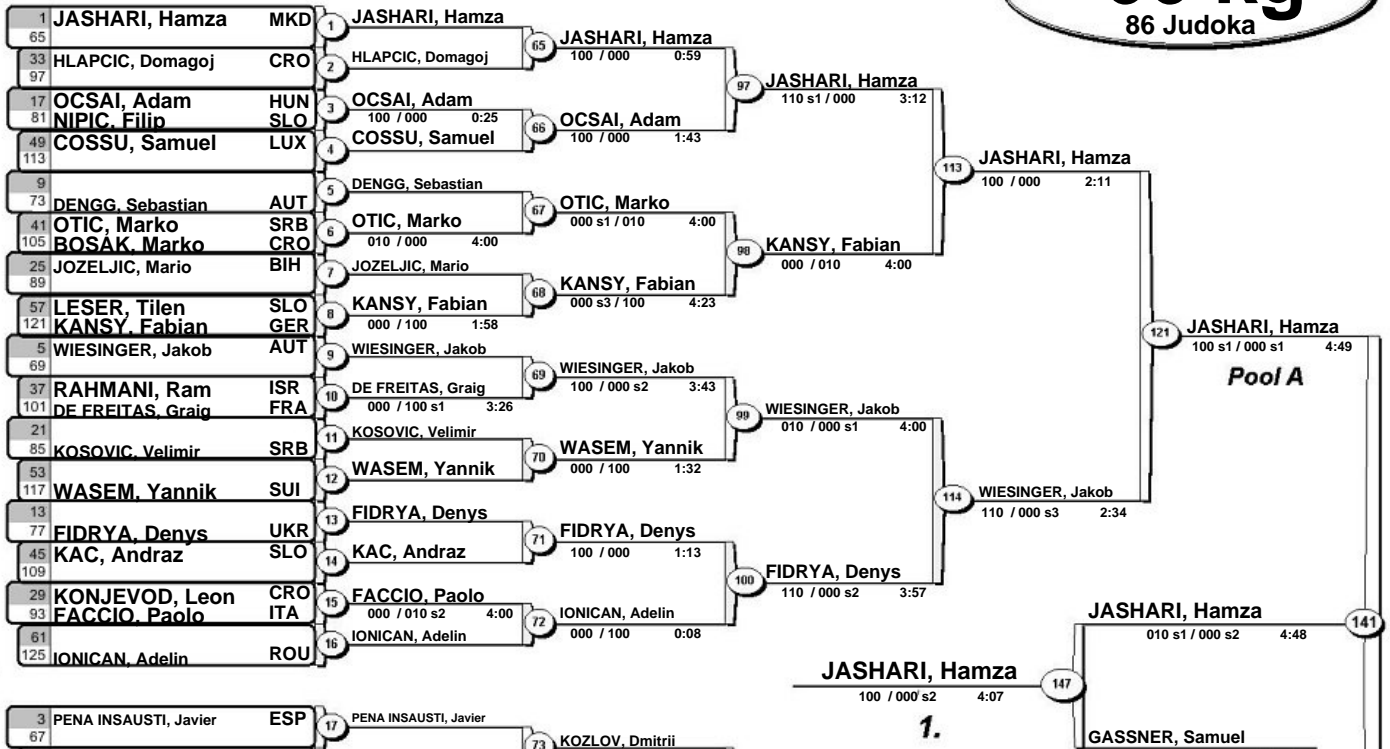 86 Judoka
1 JASHARI, Hamza MKD
65
33 HLAPCIC, Domagoj CRO
97
17 OCSAI, Adam HUN
81 NIPIC, Filip SLO
49 COSSU, Samuel LUX
113
9
73 DENGG, Sebastian AUT
41 OTIC, Marko SRB
105 BOSAK, Marko CRO
25 JOZELJIC, Mario BIH
89
57 LESER, Tilen SLO
121 KANSY, Fabian GER
5 WIESINGER, Jakob AUT
69
37 RAHMANI, Ram ISR
101 DE FREITAS, Graig FRA
21
85 KOSOVIC, Velimir SRB
53
117 WASEM, Yannik SUI
13
77 FIDRYA, Denys UKR
45 KAC, Andraz SLO
109
29 KONJEVOD, Leon CRO
93 FACCIO, Paolo ITA
61
125 IONICAN, Adelin ROU
3 PENA INSAUSTI, Javier ESP
67
1 JASHARI, Hamza
2 HLAPCIC, Domagoj
3 OCSAI, Adam
100 / 000 0:25
4 COSSU, Samuel
5 DENGG, Sebastian
6 OTIC, Marko
010 / 000 4:00
7 JOZELJIC, Mario
8 KANSY, Fabian
000 / 100 1:58
9 WIESINGER, Jakob
10 DE FREITAS, Graig
000 / 100 s1 3:26
11 KOSOVIC, Velimir
12 WASEM, Yannik
13 FIDRYA, Denys
14 KAC, Andraz
15 FACCIO, Paolo
000 / 010 s2 4:00
16 IONICAN, Adelin
17 PENA INSAUSTI, Javier
65 JASHARI, Hamza
100 / 000 0:59
66 OCSAI, Adam
100 / 000 1:43
67 OTIC, Marko
000 s1 / 010 4:00
68 KANSY, Fabian
000 s3 / 100 4:23
69 WIESINGER, Jakob
100 / 000 s2 3:43
70 WASEM, Yannik
000 / 100 1:32
71 FIDRYA, Denys
100 / 000 1:13
72 IONICAN, Adelin
000 / 100 0:08
73 KOZLOV, Dmitrii
97 JASHARI, Hamza
110 s1 / 000 3:12
98 KANSY, Fabian
000 / 010 4:00
99 WIESINGER, Jakob
010 / 000 s1 4:00
100 FIDRYA, Denys
110 / 000 s2 3:57
113 JASHARI, Hamza
100 / 000 2:11
114 WIESINGER, Jakob
110 / 000 s3 2:34
121 JASHARI, Hamza
100 s1 / 000 s1 4:49
Pool A
JASHARI, Hamza 141
010 s1 / 000 s2 4:48
JASHARI, Hamza 147
100 / 000 s2 4:07
1.
GASSNER, Samuel